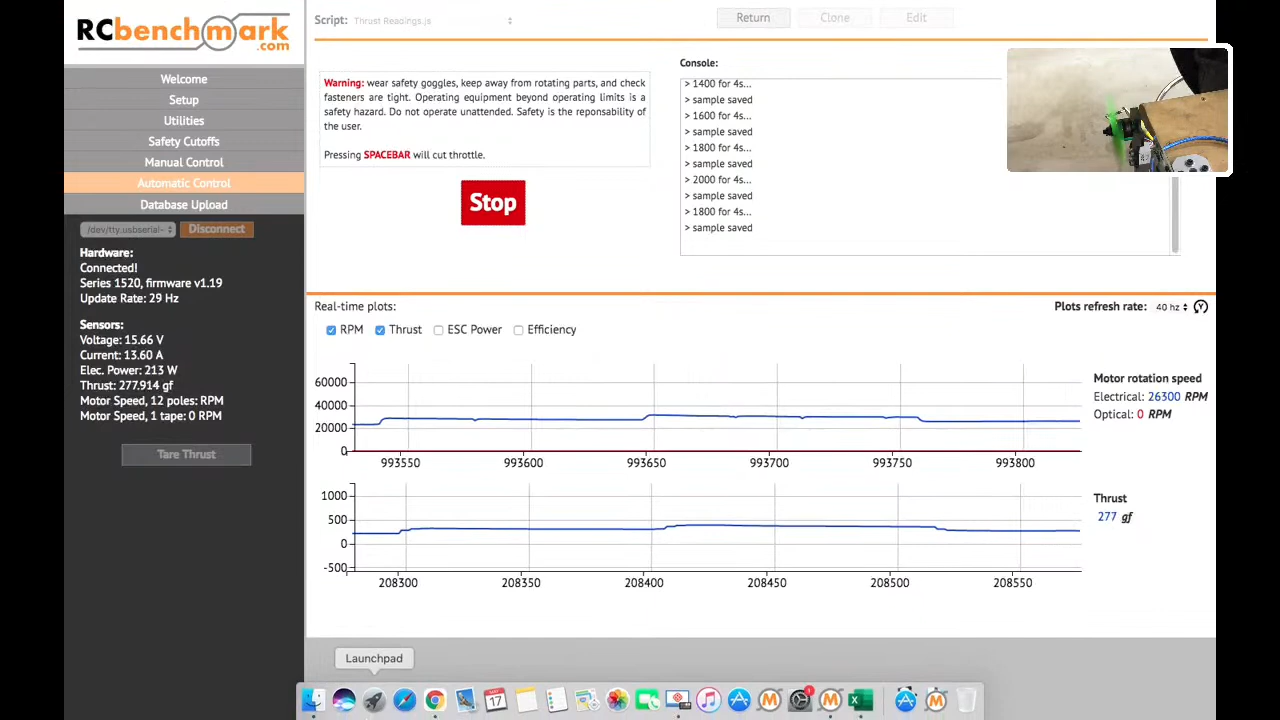 RCbenchmark
.com
Script: Thrust Readings.js
Return
Clone
Edit
Welcome
Setup
Utilities
Safety Cutoffs
Manual Control
Automatic Control
Database Upload
/dev/tty.usbserial-
Disconnect
Hardware:
Connected!
Series 1520, firmware v1.19
Update Rate: 29 Hz
Sensors:
Voltage: 15.66 V
Current: 13.60 A
Elec. Power: 213 W
Thrust: 277.914 gf
Motor Speed, 12 poles: RPM
Motor Speed, 1 tape: 0 RPM
Tare Thrust
Warning: wear safety goggles, keep away from rotating parts, and check
fasteners are tight. Operating equipment beyond operating limits is a
safety hazard. Do not operate unattended. Safety is the reponsability of
the user.
Pressing SPACEBAR will cut throttle.
Stop
Console:
> 1400 for 4s...
> sample saved
> 1600 for 4s...
> sample saved
> 1800 for 4s...
> sample saved
> 2000 for 4s...
> sample saved
> 1800 for 4s...
> sample saved
Real-time plots:
Plots refresh rate: 40 hz
RPM
Thrust
ESC Power
Efficiency
60000
40000
20000
0
993550
993600
993650
993700
993750
993800
Motor rotation speed
Electrical: 26300 RPM
Optical: 0 RPM
1000
500
0
-500
208300
208350
208400
208450
208500
208550
Thrust
277 gf
Launchpad
17
1